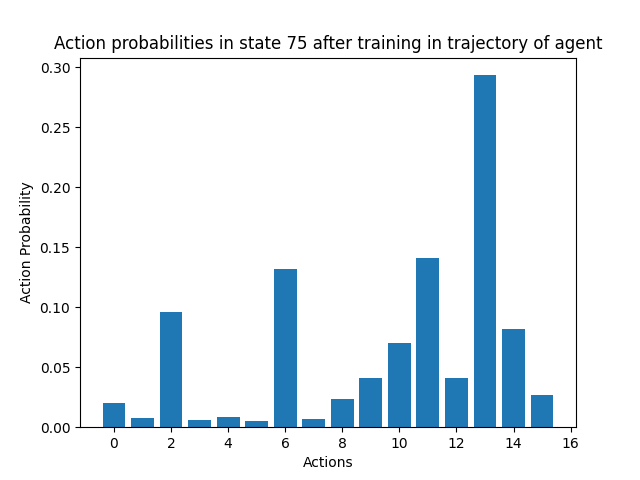 Action probabilities in state 75 after training in trajectory of agent
0.30
0.25
0.20
0.15
0.10
0.05
0.00
Action Probability
0 2 4 6 8 10 12 14 16
Actions